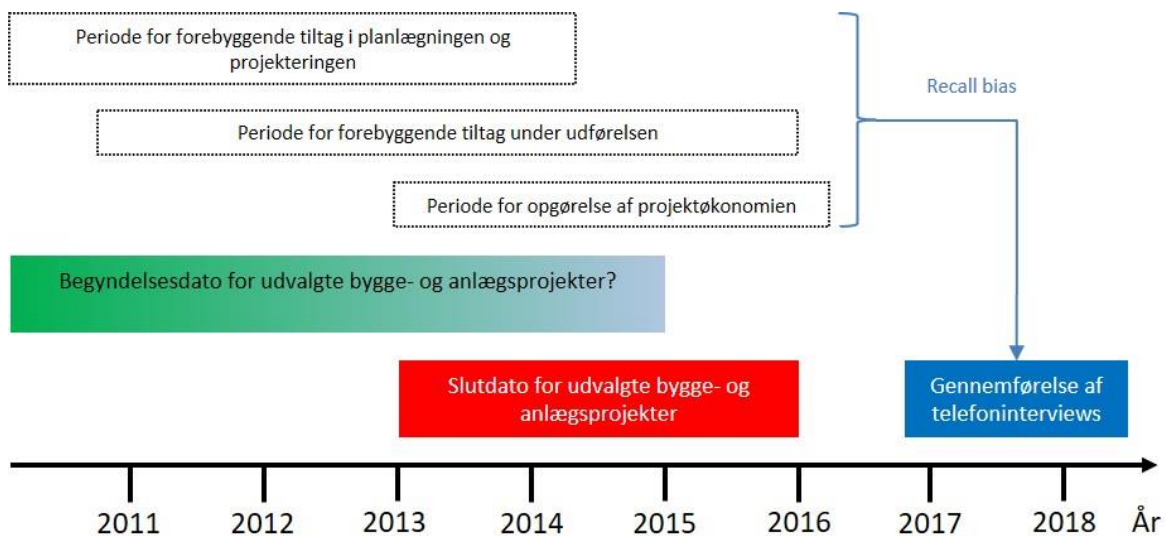 Periode for forebyggende tiltag i planlægningen og
projekteringen
Recall bias
Periode for forebyggende tiltag under udførelsen
Periode for opgørelse af projektøkonomien
Begyndelsesdato for udvalgte bygge- og anlægsprojekter?
Slutdato for udvalgte bygge- og
anlægsprojekter
Gennemførelse af
telefoninterviews
2011 2012 2013 2014 2015 2016 2017 2018 År